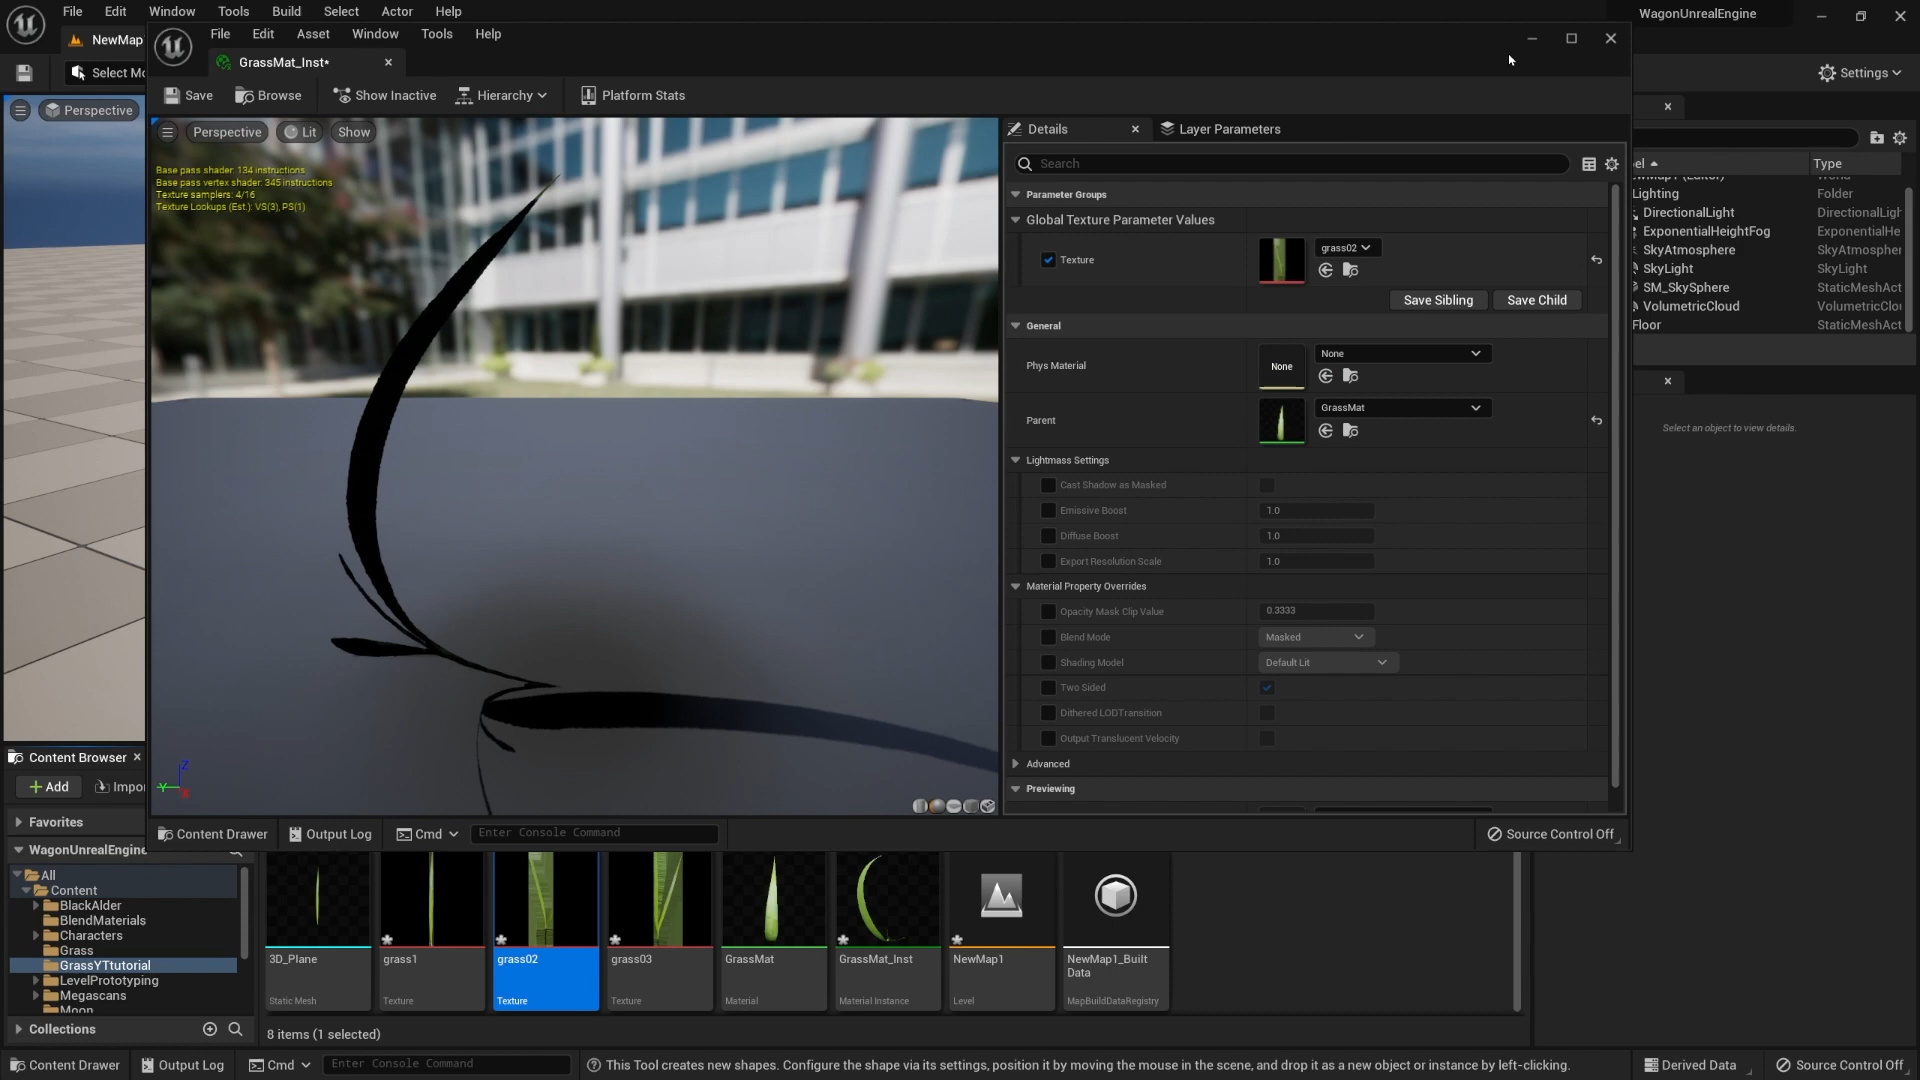 File Edit Window Tools Build Select Actor Help
WagonUnrealEngine
NewMap
File Edit Asset Window Tools Help
GrassMat_Inst*
Select Mo
Settings
Save Browse Show Inactive Hierarchy Platform Stats
Perspective
Perspective Lit Show
Details
Layer Parameters
Base pass shader: 134 instructions
Base pass vertex shader: 345 instructions
Texture samplers: 4/16
Texture Lookups (Est.): VS(3), PS(1)
Search
Parameter Groups
Global Texture Parameter Values
Texture
grass02
Save Sibling Save Child
General
Phys Material
None
None
Parent
GrassMat
Lightmass Settings
Cast Shadow as Masked
Emissive Boost 1.0
Diffuse Boost 1.0
Export Resolution Scale 1.0
Material Property Overrides
Opacity Mask Clip Value 0.3333
Blend Mode Masked
Shading Model Default Lit
Two Sided
Dithered LODTransition
Output Translucent Velocity
Advanced
Previewing
Type
Lighting Folder
DirectionalLight DirectionalLigh
ExponentialHeightFog ExponentialHe
SkyAtmosphere SkyAtmospher
SkyLight SkyLight
SM_SkySphere StaticMeshAct
VolumetricCloud VolumetricClou
Floor StaticMeshAct
Select an object to view details.
Z
Y
X
Content Drawer Output Log Cmd Enter Console Command Source Control Off
Content Browser
Add Impo
Favorites
WagonUnrealEngine
All
Content
BlackAlder
BlendMaterials
Characters
Grass
GrassYTtutorial
LevelPrototyping
Megascans
Moon
Collections
3D_Plane
Static Mesh
grass1
Texture
grass02
Texture
grass03
Texture
GrassMat
Material
GrassMat_Inst
Material Instance
NewMap1
Level
NewMap1_Built
Data
MapBuildDataRegistry
8 items (1 selected)
Content Drawer Output Log Cmd Enter Console Command This Tool creates new shapes. Configure the shape via its settings, position it by moving the mouse in the scene, and drop it as a new object or instance by left-clicking. Derived Data Source Control Off